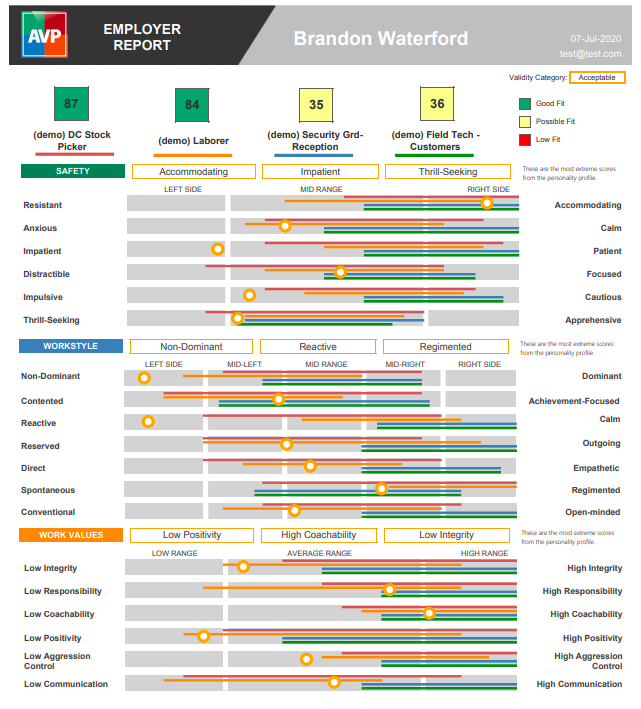 AVP
EMPLOYER
REPORT
Brandon Waterford
07-Jul-2020
test@test.com
Validity Category: Acceptable
87
84
35
36
Good Fit
Possible Fit
Low Fit
(demo) DC Stock
Picker
(demo) Laborer
(demo) Security Grd-
Reception
(demo) Field Tech -
Customers
SAFETY Accommodating Impatient Thrill-Seeking
These are the most extreme scores
from the personality profile.
LEFT SIDE MID RANGE RIGHT SIDE
Resistant Accommodating
Anxious Calm
Impatient Patient
Distractible Focused
Impulsive Cautious
Thrill-Seeking Apprehensive
WORKSTYLE Non-Dominant Reactive Regimented
These are the most extreme scores
from the personality profile.
LEFT SIDE MID-LEFT MID RANGE MID-RIGHT RIGHT SIDE
Non-Dominant Dominant
Contented Achievement-Focused
Reactive Calm
Reserved Outgoing
Direct Empathetic
Spontaneous Regimented
Conventional Open-minded
WORK VALUES Low Positivity High Coachability Low Integrity
These are the most extreme scores
from the personality profile.
LOW RANGE AVERAGE RANGE HIGH RANGE
Low Integrity High Integrity
Low Responsibility High Responsibility
Low Coachability High Coachability
Low Positivity High Positivity
Low Aggression
Control
High Aggression
Control
Low Communication High Communication